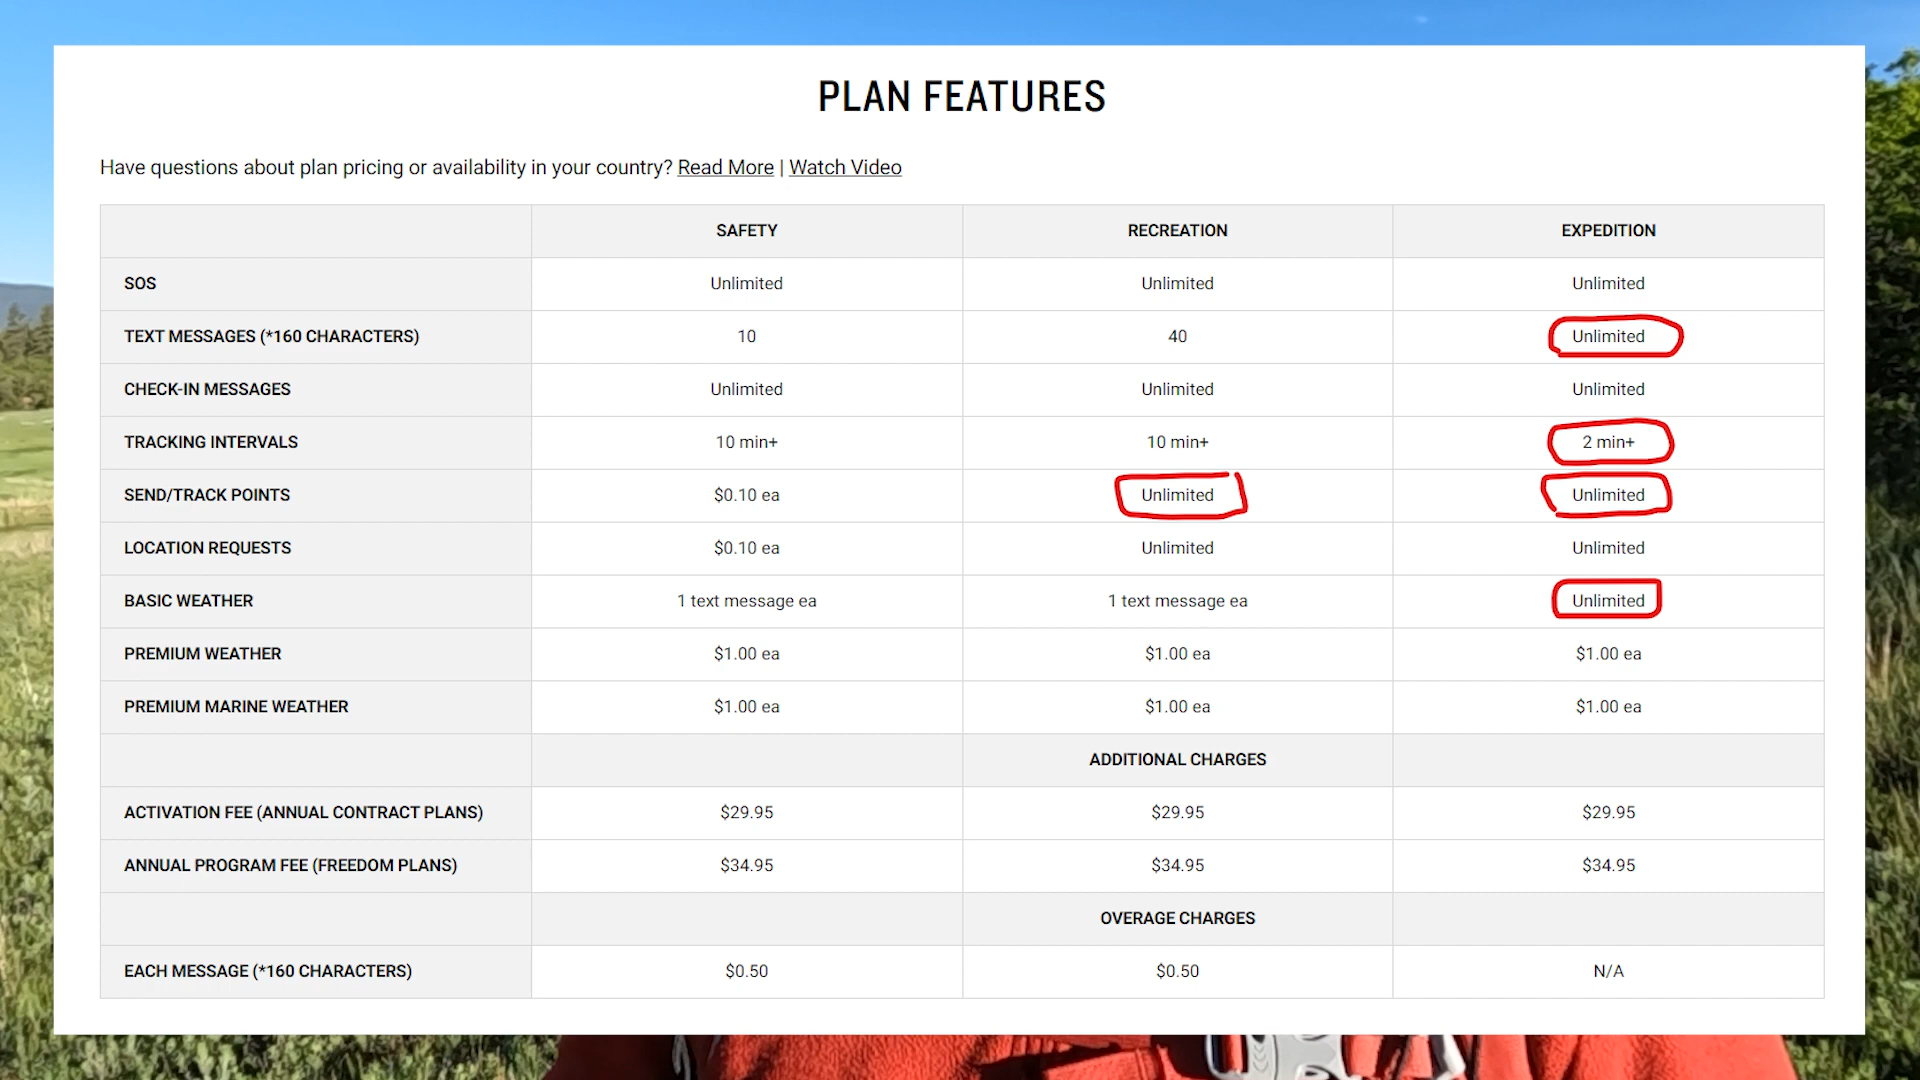 PLAN FEATURES
Have questions about plan pricing or availability in your country? Read More | Watch Video
SAFETY RECREATION EXPEDITION
SOS Unlimited Unlimited Unlimited
TEXT MESSAGES (*160 CHARACTERS) 10 40 Unlimited
CHECK-IN MESSAGES Unlimited Unlimited Unlimited
TRACKING INTERVALS 10 min+ 10 min+ 2 min+
SEND/TRACK POINTS $0.10 ea Unlimited Unlimited
LOCATION REQUESTS $0.10 ea Unlimited Unlimited
BASIC WEATHER 1 text message ea 1 text message ea Unlimited
PREMIUM WEATHER $1.00 ea $1.00 ea $1.00 ea
PREMIUM MARINE WEATHER $1.00 ea $1.00 ea $1.00 ea
ADDITIONAL CHARGES
ACTIVATION FEE (ANNUAL CONTRACT PLANS) $29.95 $29.95 $29.95
ANNUAL PROGRAM FEE (FREEDOM PLANS) $34.95 $34.95 $34.95
OVERAGE CHARGES
EACH MESSAGE (*160 CHARACTERS) $0.50 $0.50 N/A